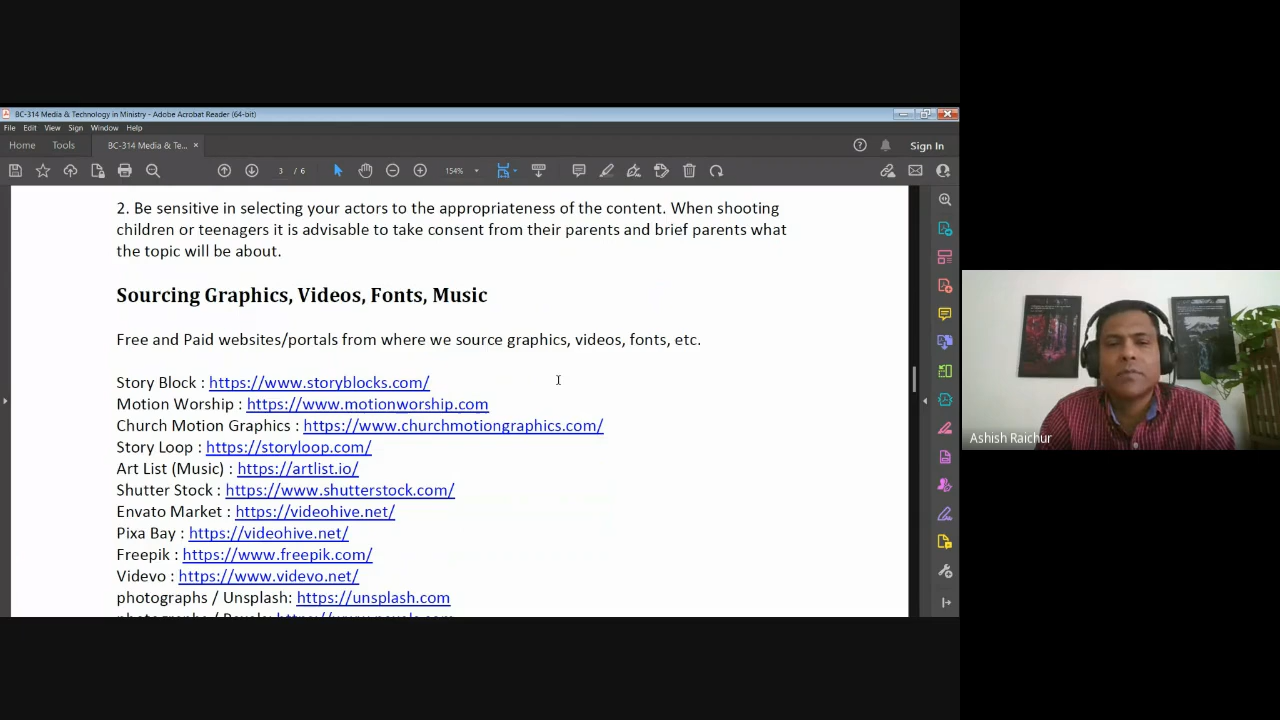 BC-314 Media & Technology in Ministry - Adobe Acrobat Reader (64-bit)
File Edit View Sign Window Help
Home Tools BC-314 Media & Te... × Sign In
3 / 6 154%
2. Be sensitive in selecting your actors to the appropriateness of the content. When shooting
children or teenagers it is advisable to take consent from their parents and brief parents what
the topic will be about.
Sourcing Graphics, Videos, Fonts, Music
Free and Paid websites/portals from where we source graphics, videos, fonts, etc.
Story Block : https://www.storyblocks.com/
Motion Worship : https://www.motionworship.com
Church Motion Graphics : https://www.churchmotiongraphics.com/
Story Loop : https://storyloop.com/
Art List (Music) : https://artlist.io/
Shutter Stock : https://www.shutterstock.com/
Envato Market : https://videohive.net/
Pixa Bay : https://videohive.net/
Freepik : https://www.freepik.com/
Videvo : https://www.videvo.net/
photographs / Unsplash: https://unsplash.com
Ashish Raichur